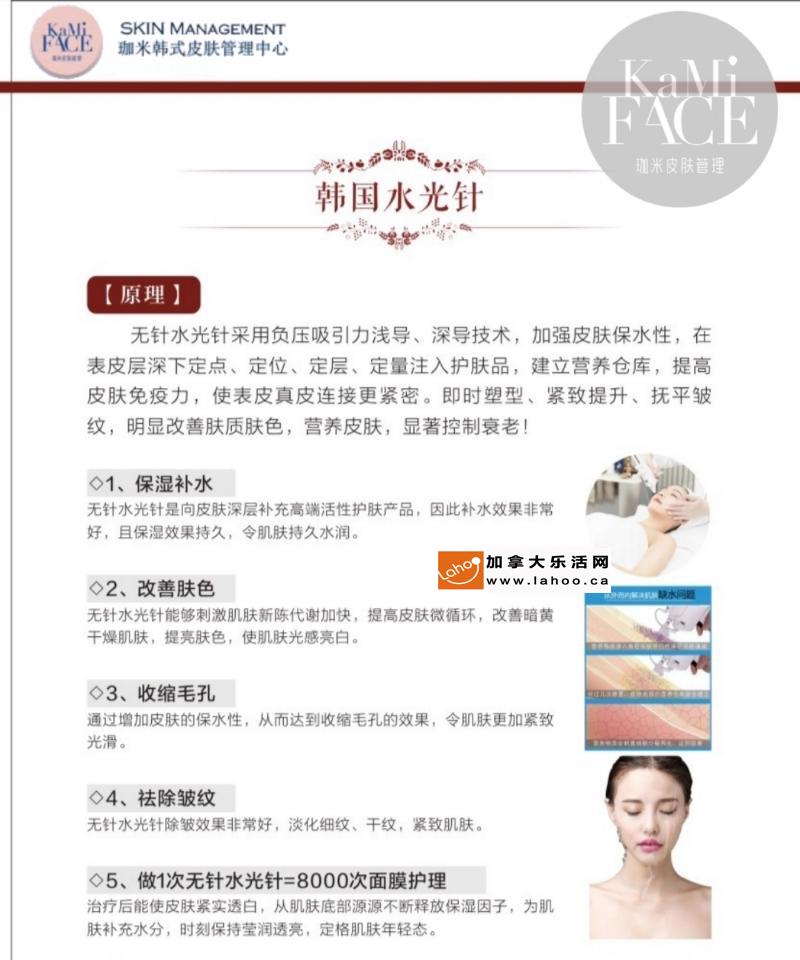 KaMi
FACE
SKIN MANAGEMENT
珈米韩式皮肤管理中心
KaMi
FACE
珈米皮肤管理
韩国水光针
【原理】
无针水光针采用负压吸引力浅导、深导技术，加强皮肤保水性，在
表皮层深下定点、定位、定层、定量注入护肤品，建立营养仓库，提高
皮肤免疫力，使表皮真皮连接更紧密。即时塑型、紧致提升、抚平皱
纹，明显改善肤质肤色，营养皮肤，显著控制衰老！
◇1、保湿补水
无针水光针是向皮肤深层补充高端活性护肤产品，因此补水效果非常
好，且保湿效果持久，令肌肤持久水润。
Lahoo
加拿大乐活网
www.lahoo.ca
◇2、改善肤色
无针水光针能够刺激肌肤新陈代谢加快，提高皮肤微循环，改善暗黄
干燥肌肤，提亮肤色，使肌肤光感亮白。
缺水问题
◇3、收缩毛孔
通过增加皮肤的保水性，从而达到收缩毛孔的效果，令肌肤更加紧致
光滑。
◇4、祛除皱纹
无针水光针除皱效果非常好，淡化细纹、干纹，紧致肌肤。
◇5、做1次无针水光针=8000次面膜护理
治疗后能使皮肤紧实透白，从肌肤底部源源不断释放保湿因子，为肌
肤补充水分，时刻保持莹润透亮，定格肌肤年轻态。